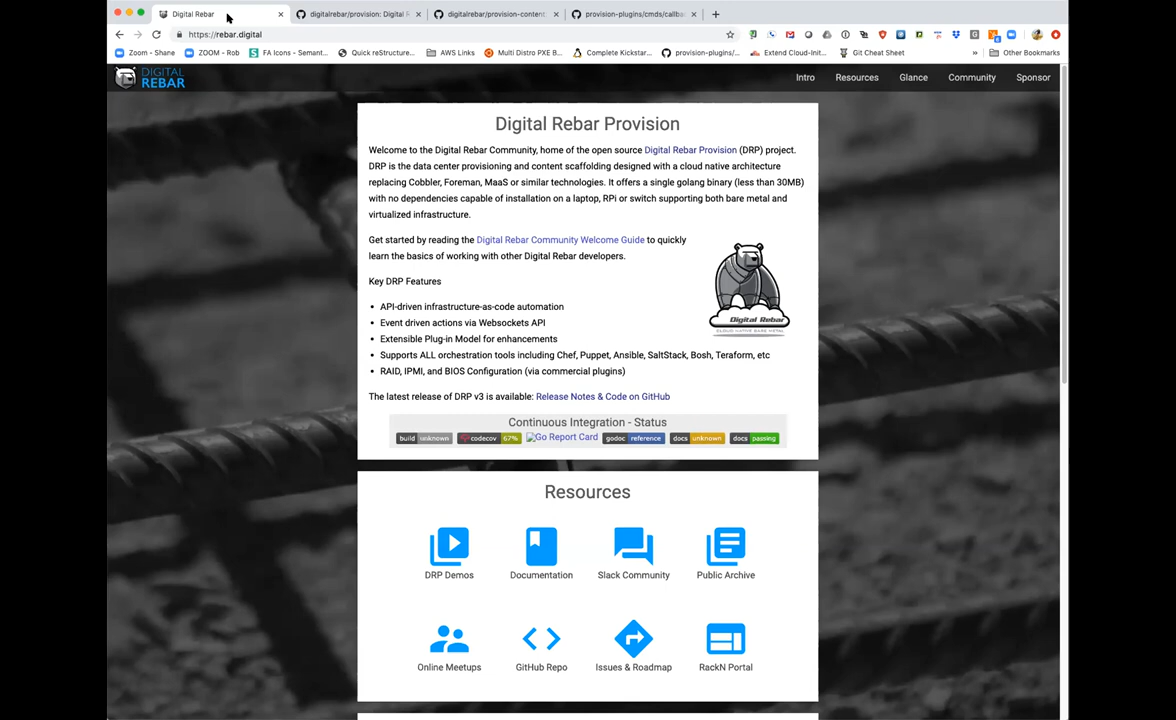 Digital Rebar
digitalrebar/provision: Digital R
digitalrebar/provision-content
provision-plugins/cmds/callba
https://rebar.digital
Zoom - Shane
ZOOM - Rob
FA Icons – Semant...
Quick reStructure...
AWS Links
Multi Distro PXE B...
Complete Kickstar...
provision-plugins/...
Extend Cloud-Init...
Git Cheat Sheet
»
Other Bookmarks
DIGITAL
REBAR
Intro
Resources
Glance
Community
Sponsor
Digital Rebar Provision
Welcome to the Digital Rebar Community, home of the open source Digital Rebar Provision (DRP) project.
DRP is the data center provisioning and content scaffolding designed with a cloud native architecture
replacing Cobbler, Foreman, MaaS or similar technologies. It offers a single golang binary (less than 30MB)
with no dependencies capable of installation on a laptop, RPi or switch supporting both bare metal and
virtualized infrastructure.
Get started by reading the Digital Rebar Community Welcome Guide to quickly
learn the basics of working with other Digital Rebar developers.
Key DRP Features
• API-driven infrastructure-as-code automation
• Event driven actions via Websockets API
• Extensible Plug-in Model for enhancements
• Supports ALL orchestration tools including Chef, Puppet, Ansible, SaltStack, Bosh, Teraform, etc
• RAID, IPMI, and BIOS Configuration (via commercial plugins)
Digital Rebar
CLOUD NATIVE BARE METAL
The latest release of DRP v3 is available: Release Notes & Code on GitHub
Continuous Integration - Status
build unknown
codecov 67%
Go Report Card
godoc reference
docs unknown
docs passing
Resources
DRP Demos
Documentation
Slack Community
Public Archive
Online Meetups
GitHub Repo
Issues & Roadmap
RackN Portal